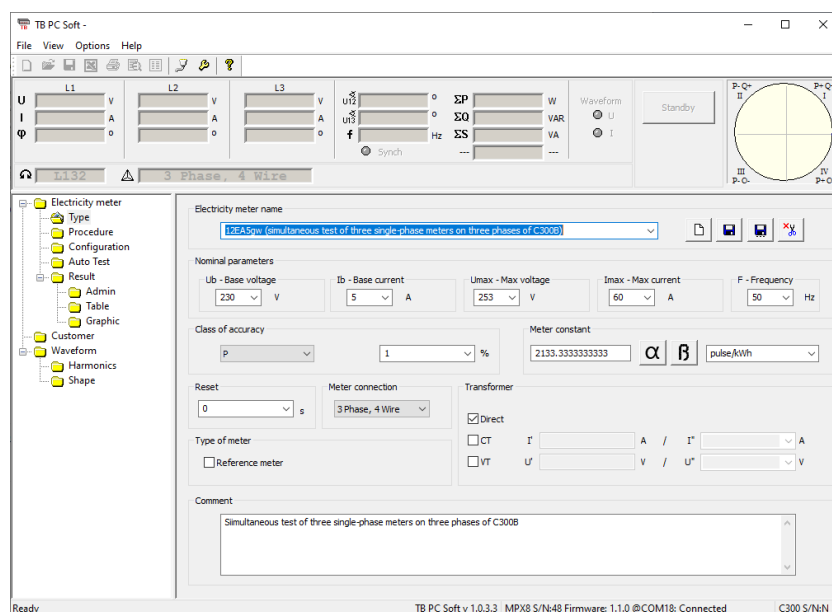 TB PC Soft -
File View Options Help
L1 L2 L3
U V V V U12 ° ΣP W Waveform P- Q+ P+ Q+
II I
I A A A U13 ° ΣQ VAR U Standby
φ ° ° ° f Hz ΣS VA I
Synch --- ---
III IV
P- Q- P+ Q-
L132 3 Phase, 4 Wire
Electricity meter
Type
Procedure
Configuration
Auto Test
Result
Admin
Table
Graphic
Customer
Waveform
Harmonics
Shape
Electricity meter name
12EA5gw (simultaneous test of three single-phase meters on three phases of C300B)
Nominal parameters
Ub - Base voltage Ib - Base current Umax - Max voltage Imax - Max current F - Frequency
230 V 5 A 253 V 60 A 50 Hz
Class of accuracy Meter constant
P 1 % 2133.3333333333 α β pulse/kWh
Reset Meter connection Transformer
0 s 3 Phase, 4 Wire
Direct
CT I' A / I" A
VT U' V / U" V
Type of meter
Reference meter
Comment
Siimultaneous test of three single-phase meters on three phases of C300B
Ready TB PC Soft v 1.0.3.3 MPX8 S/N:48 Firmware: 1.1.0 @COM18: Connected C300 S/N:N